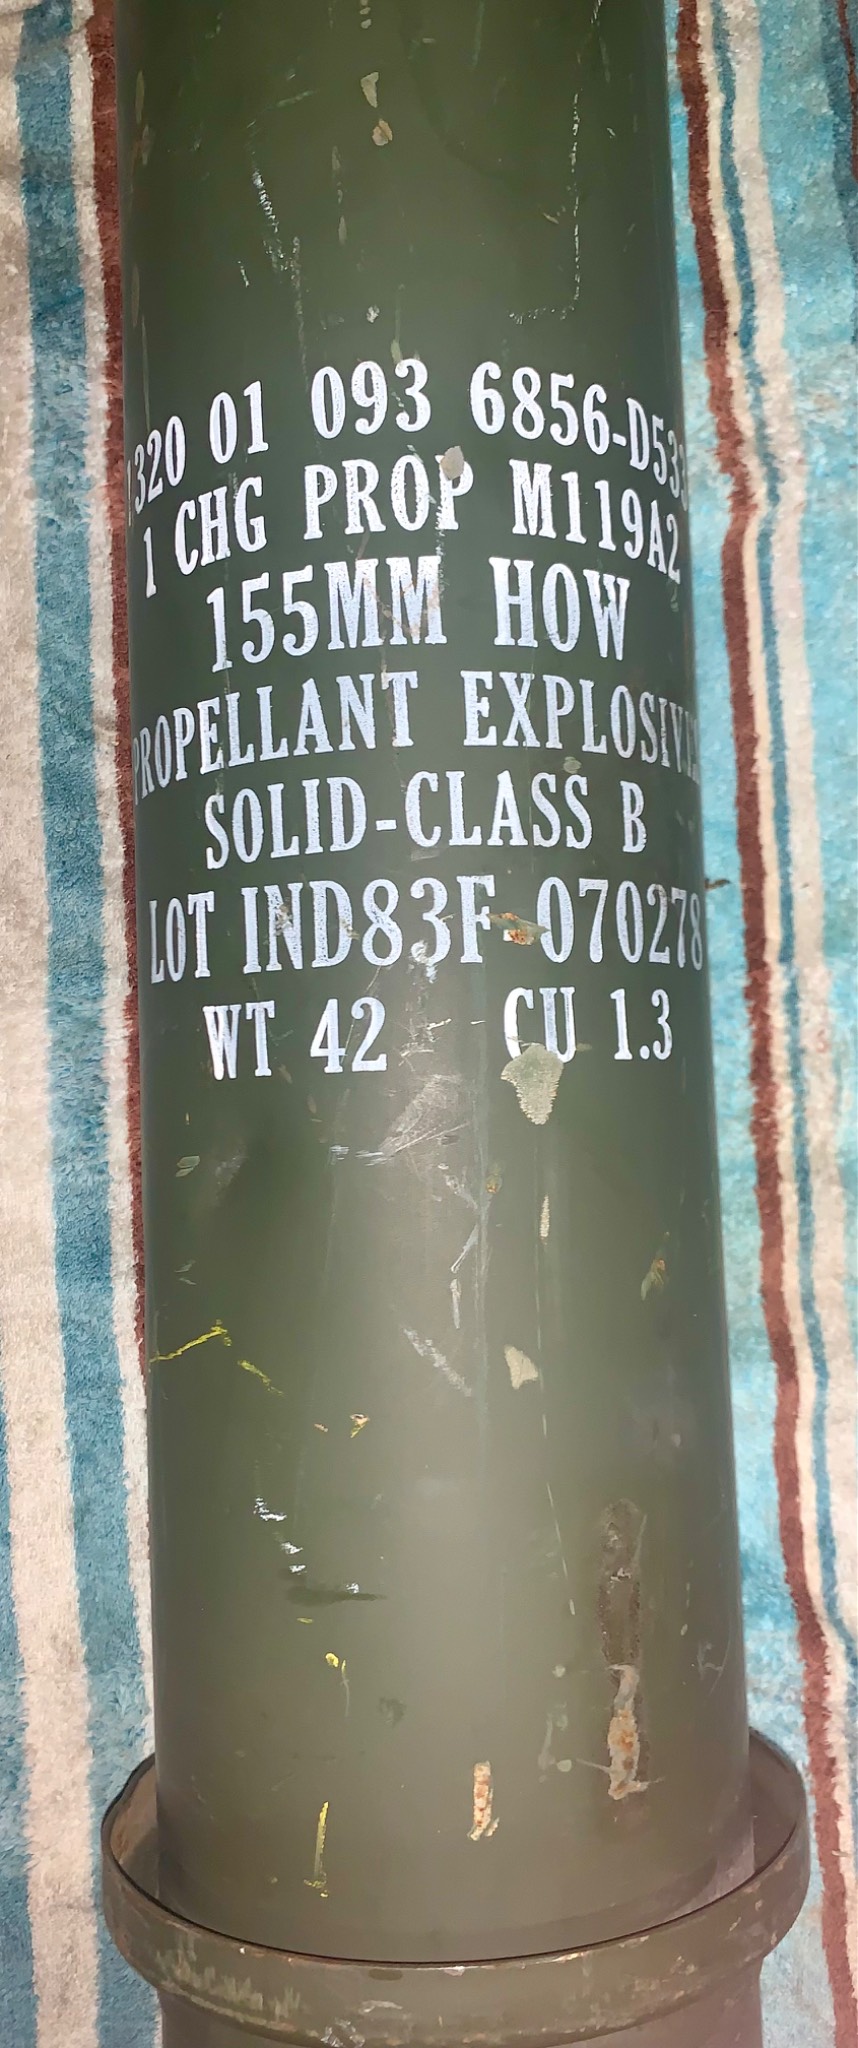 1320 01 093 6856-D533
1 CHG PROP M119A2
155MM HOW
PROPELLANT EXPLOSIVE
SOLID-CLASS B
LOT IND83F-070278
WT 42 CU 1.3